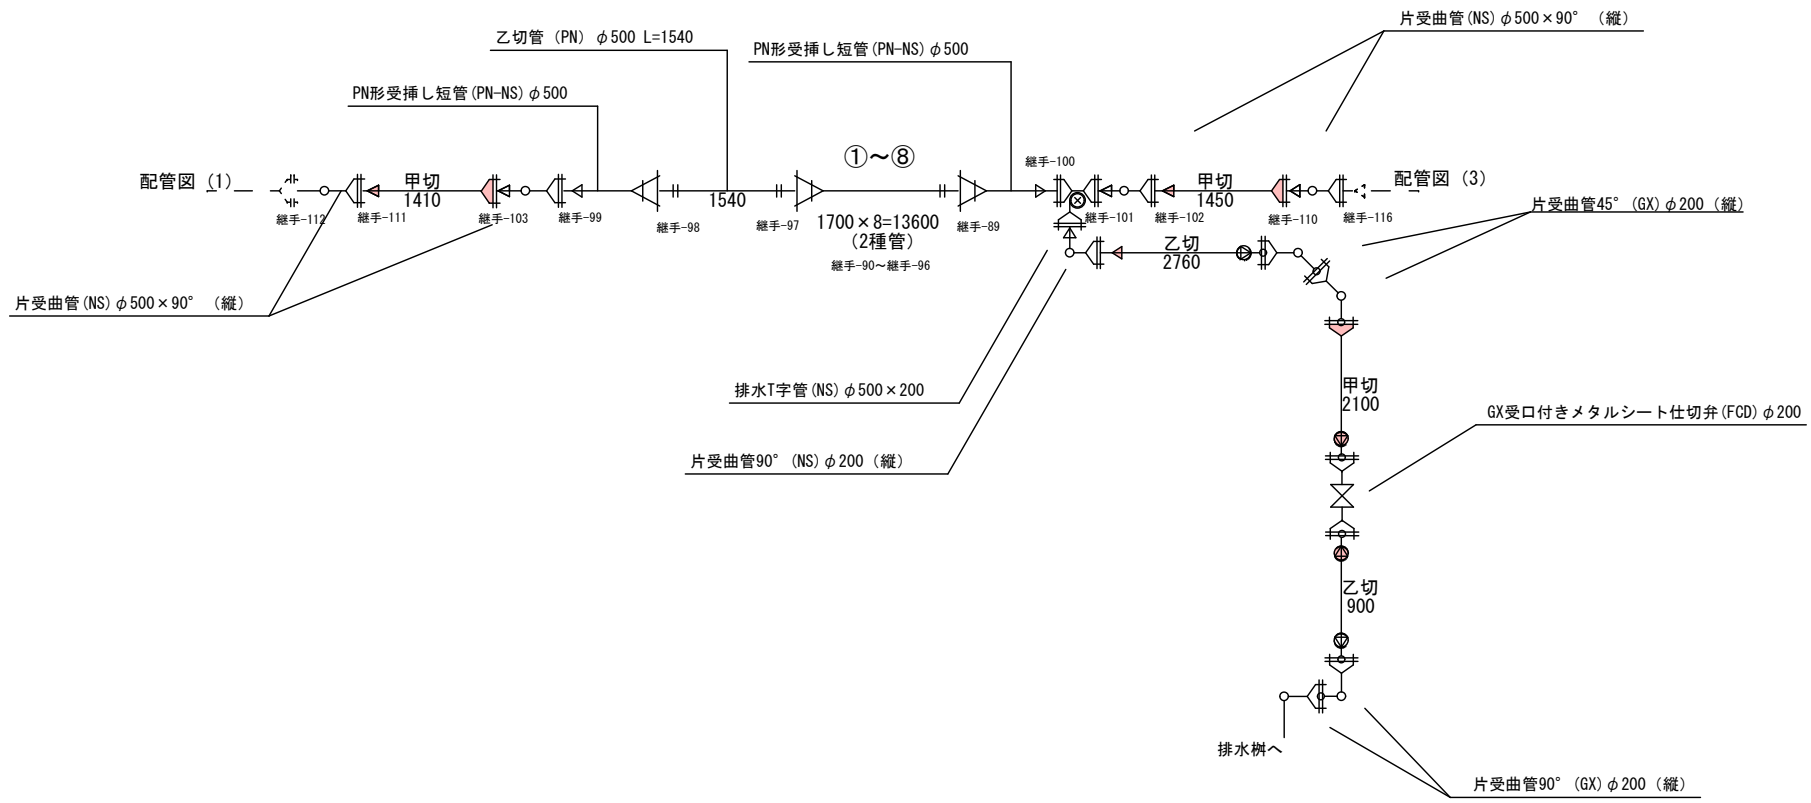 片受曲管(NS)φ500×90°（縦）
乙切管（PN）φ500 L=1540
PN形受挿し短管(PN-NS)φ500
PN形受挿し短管(PN-NS)φ500
①～⑧
継手-100
配管図（1）
甲切
1410
1540
1700×8=13600
（2種管）
継手-90～継手-96
甲切
1450
配管図（3）
継手-112
継手-111
継手-103
継手-99
継手-98
継手-97
継手-89
継手-101
継手-102
継手-110
継手-116
片受曲管45°(GX)φ200（縦）
乙切
2760
片受曲管(NS)φ500×90°（縦）
排水T字管(NS)φ500×200
甲切
2100
GX受口付きメタルシート仕切弁(FCD)φ200
片受曲管90°(NS)φ200（縦）
乙切
900
排水桝へ
片受曲管90°(GX)φ200（縦）